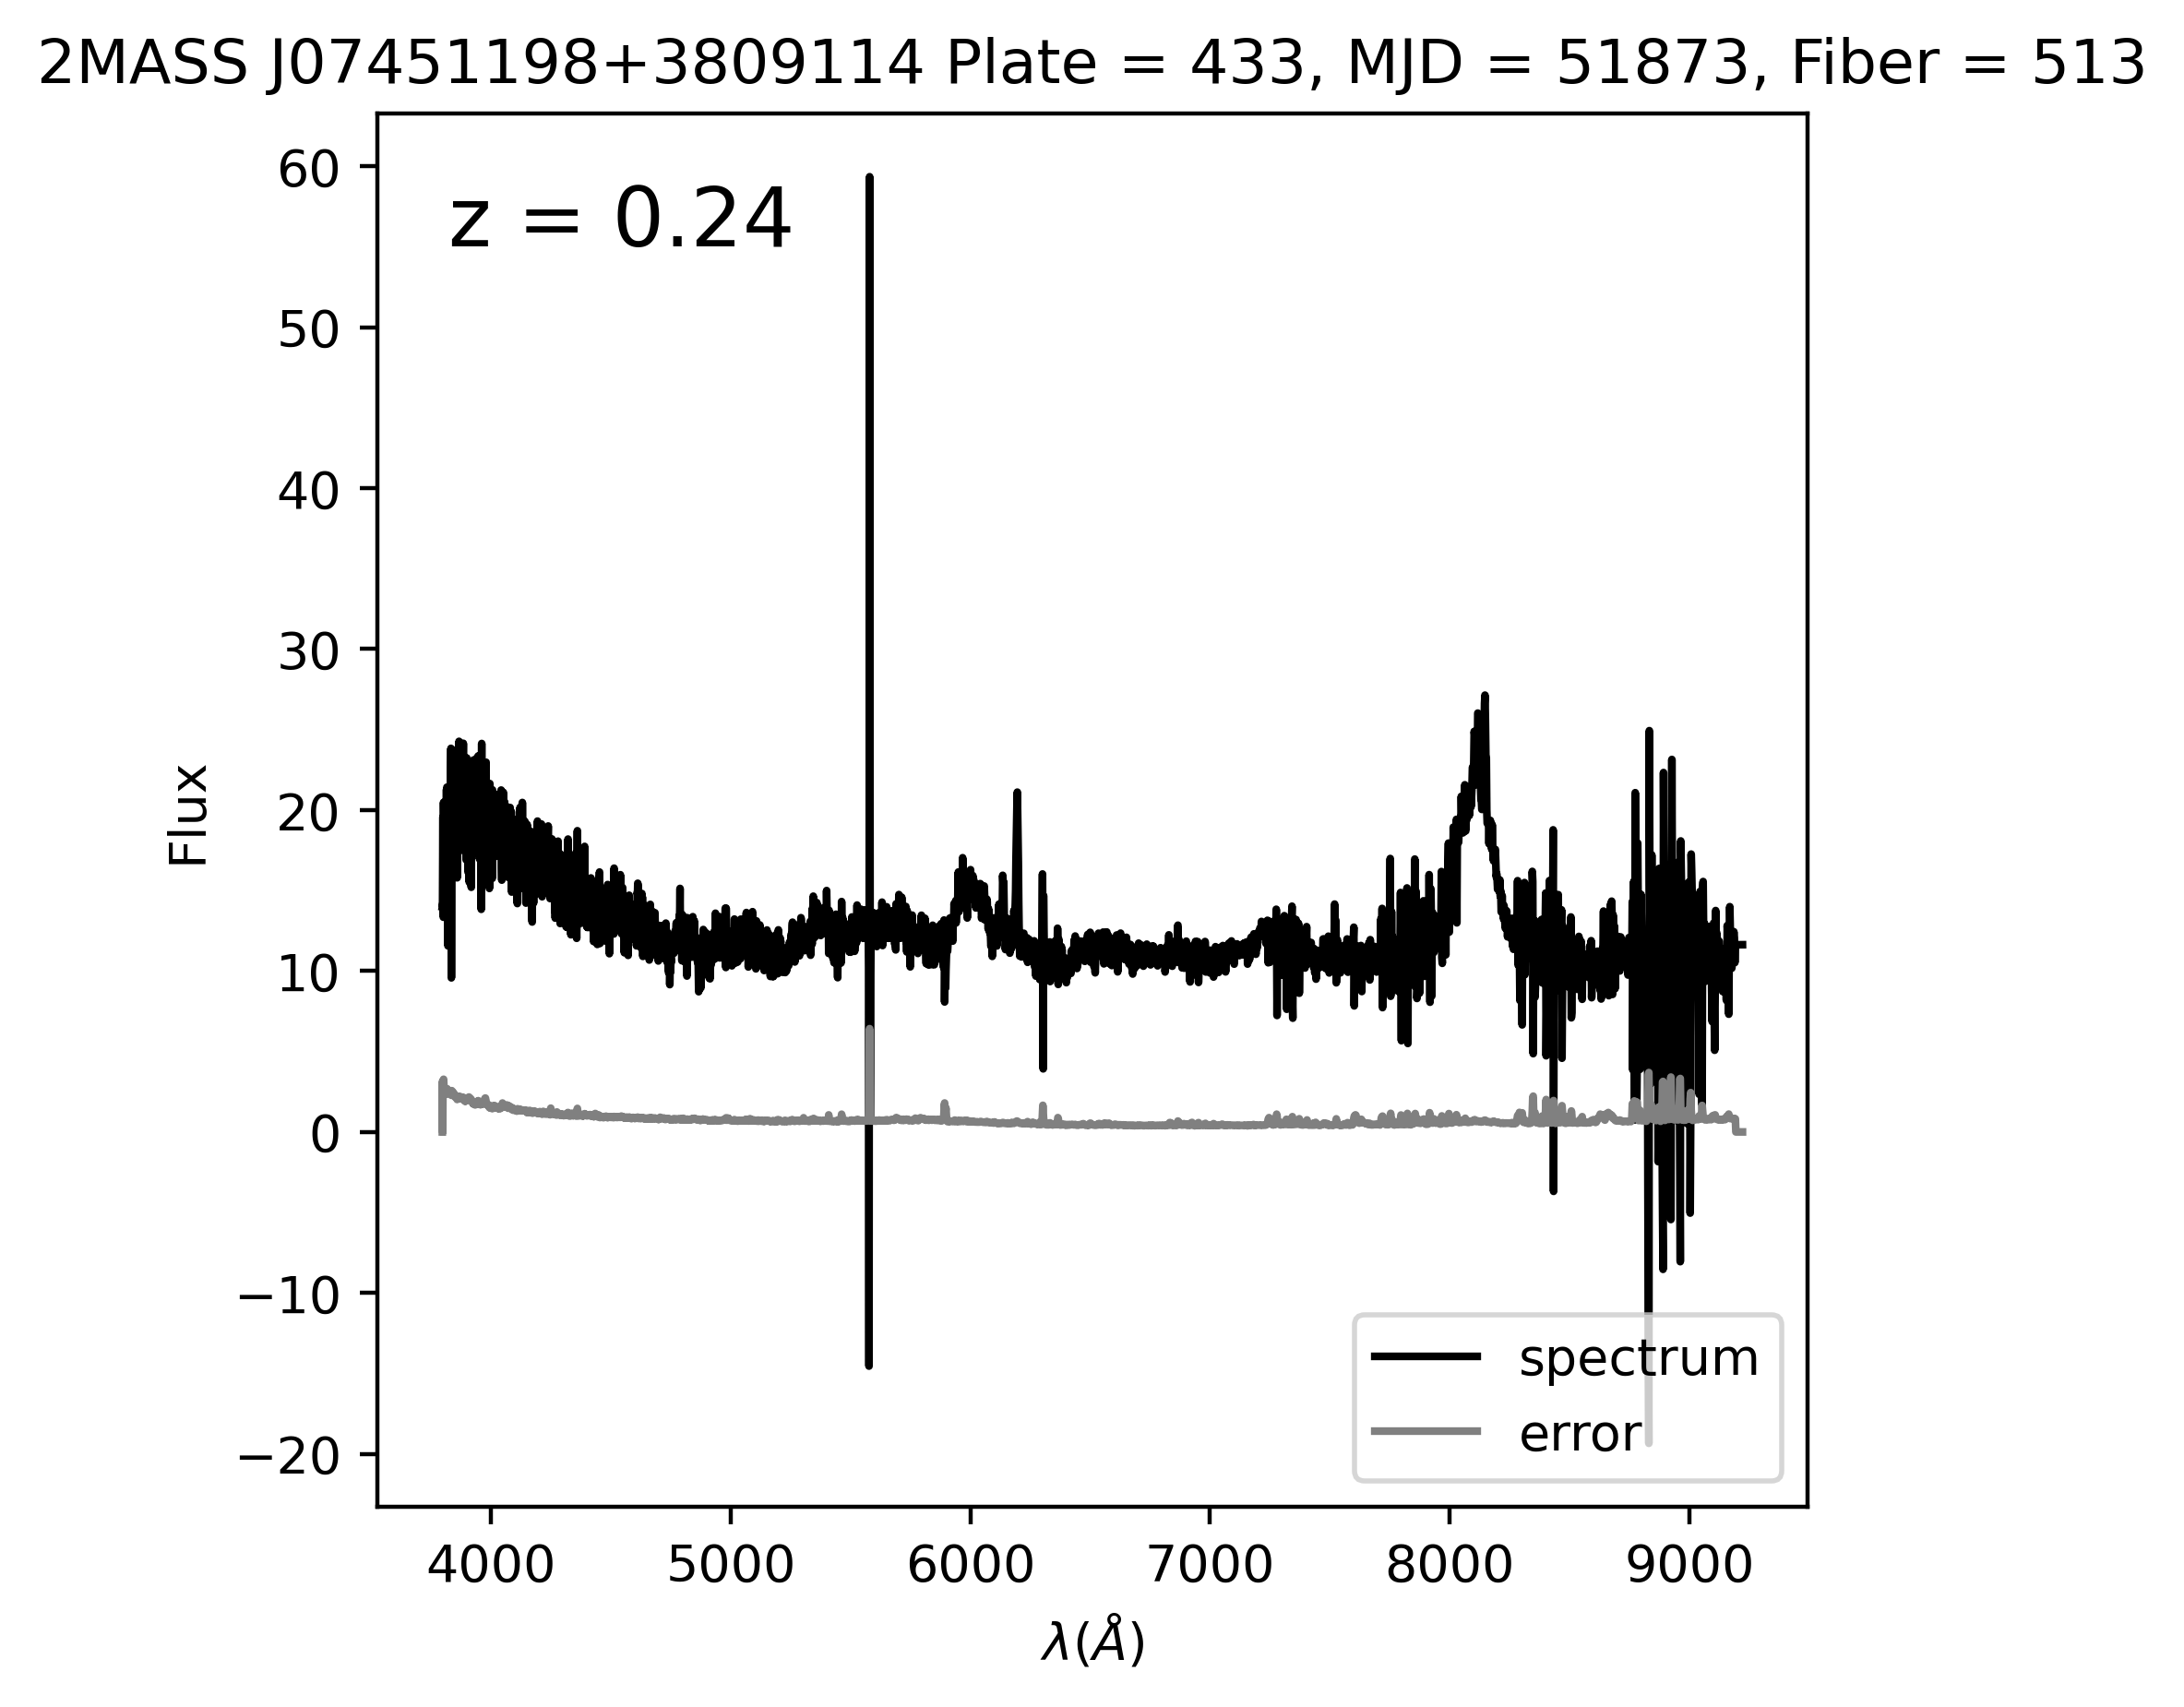 2MASS J07451198+3809114 Plate = 433, MJD = 51873, Fiber = 513
z = 0.24
60
50
40
30
20
10
0
−10
−20
Flux
spectrum
error
4000 5000 6000 7000 8000 9000
λ(Å)